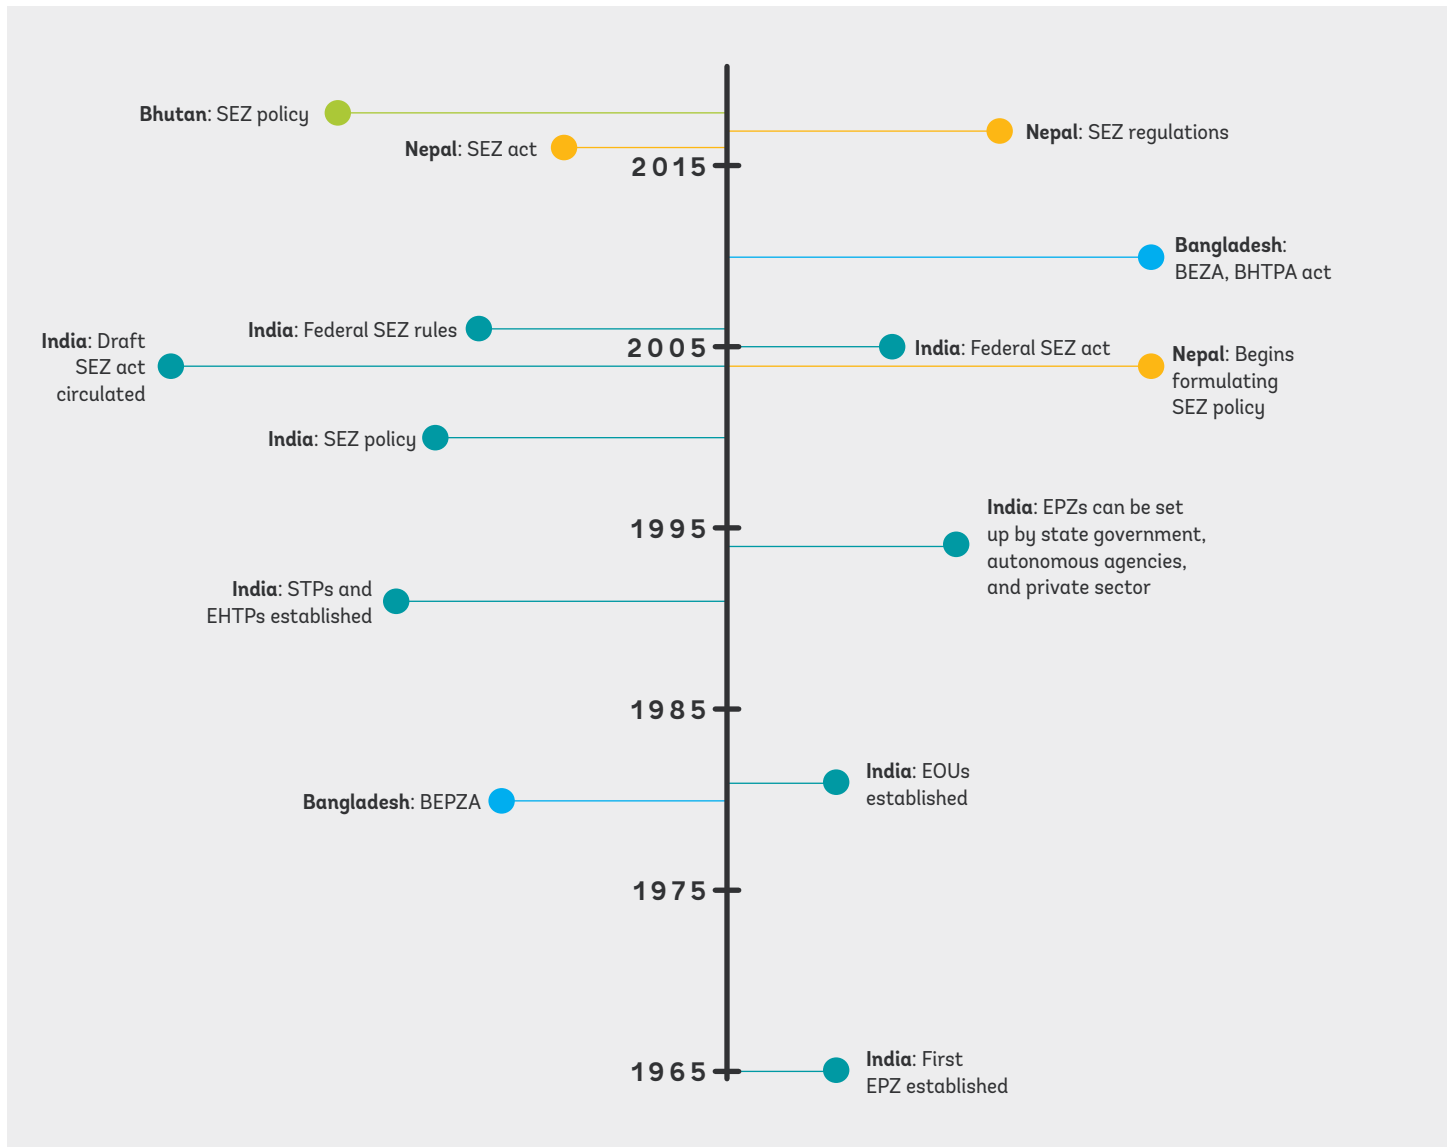 Bhutan: SEZ policy
Nepal: SEZ regulations
Nepal: SEZ act
2015
Bangladesh:
BEZA, BHTPA act
India: Federal SEZ rules
India: Draft
SEZ act
circulated
2005
India: Federal SEZ act
Nepal: Begins
formulating
SEZ policy
India: SEZ policy
1995
India: EPZs can be set
up by state government,
autonomous agencies,
and private sector
India: STPs and
EHTPs established
1985
India: EOUs
established
Bangladesh: BEPZA
1975
1965
India: First
EPZ established